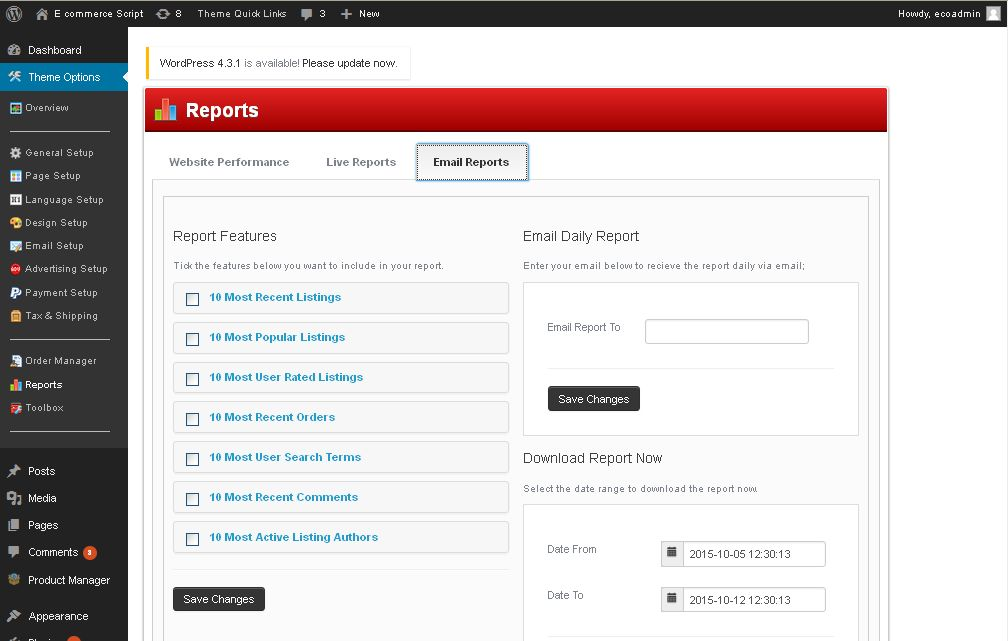 E commerce Script 8 Theme Quick Links 3 New Howdy, ecoadmin
Dashboard
Theme Options
Overview
General Setup
Page Setup
Language Setup
Design Setup
Email Setup
Advertising Setup
Payment Setup
Tax & Shipping
Order Manager
Reports
Toolbox
Posts
Media
Pages
Comments 8
Product Manager
Appearance
WordPress 4.3.1 is available! Please update now.
Reports
Website Performance Live Reports Email Reports
Report Features
Tick the features below you want to include in your report.
10 Most Recent Listings
10 Most Popular Listings
10 Most User Rated Listings
10 Most Recent Orders
10 Most User Search Terms
10 Most Recent Comments
10 Most Active Listing Authors
Save Changes
Email Daily Report
Enter your email below to recieve the report daily via email;
Email Report To
Save Changes
Download Report Now
Select the date range to download the report now.
Date From 2015-10-05 12:30:13
Date To 2015-10-12 12:30:13